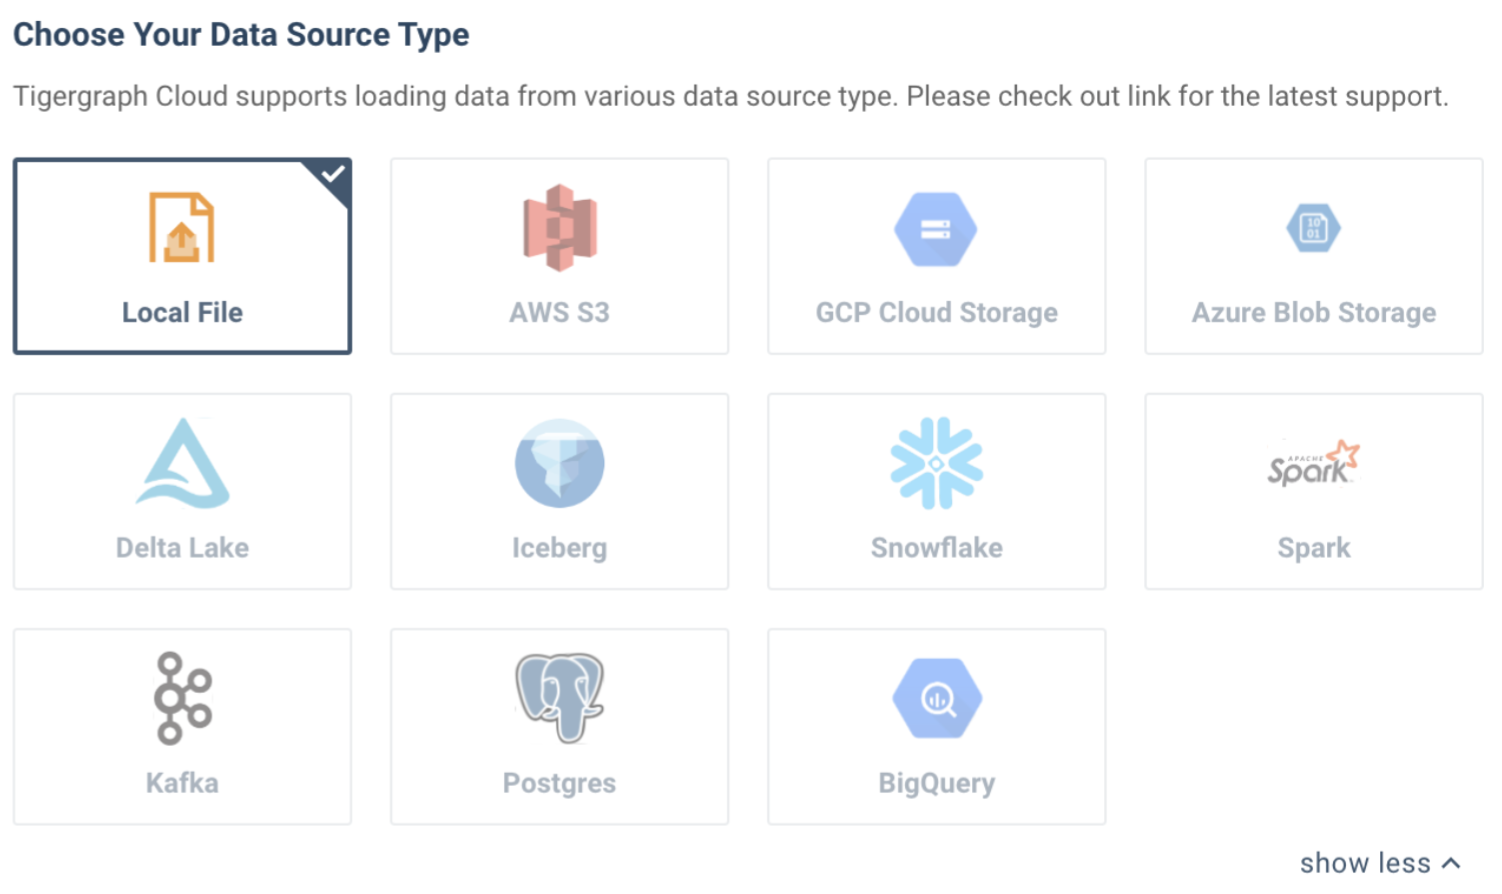 Choose Your Data Source Type
Tigergraph Cloud supports loading data from various data source type. Please check out link for the latest support.
Local File
AWS S3
GCP Cloud Storage
10
01
Azure Blob Storage
Delta Lake
Iceberg
Snowflake
APACHE
Spark
Spark
Kafka
Postgres
BigQuery
show less